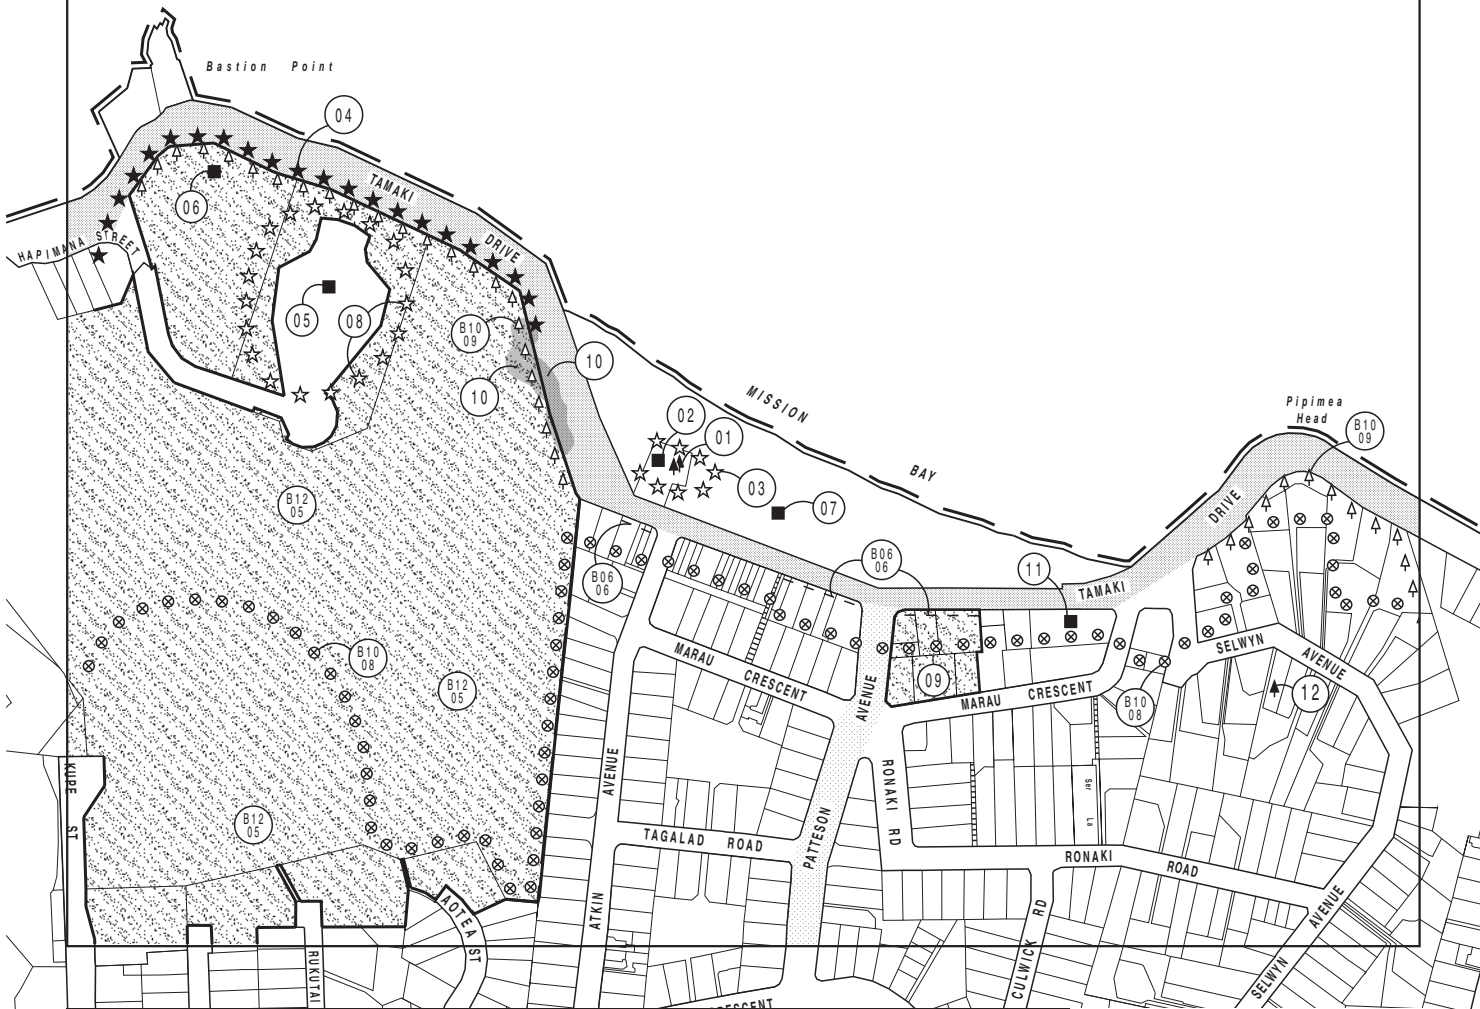 Bastion Point
04
TAMAKI
06
DRIVE
HAPIMANA STREET
05
08
B10
09
10
10
MISSION
Pipimea
Head
B10
09
02
01
03
07
BAY
B12
05
DRIVE
B06
06
B06
06
11
TAMAKI
B10
08
B12
05
MARAU CRESCENT
09
AVENUE
MARAU CRESCENT
B10
08
SELWYN
AVENUE
12
KUPE ST
AVENUE
RONAKI RD
Ser La
B12
05
TAGALAD ROAD
PATTESON
RONAKI
ROAD
ATKIN
AOTEA ST
RD
AVENUE
RUKUTAI
CULWICK
SELWYN
RESCENT